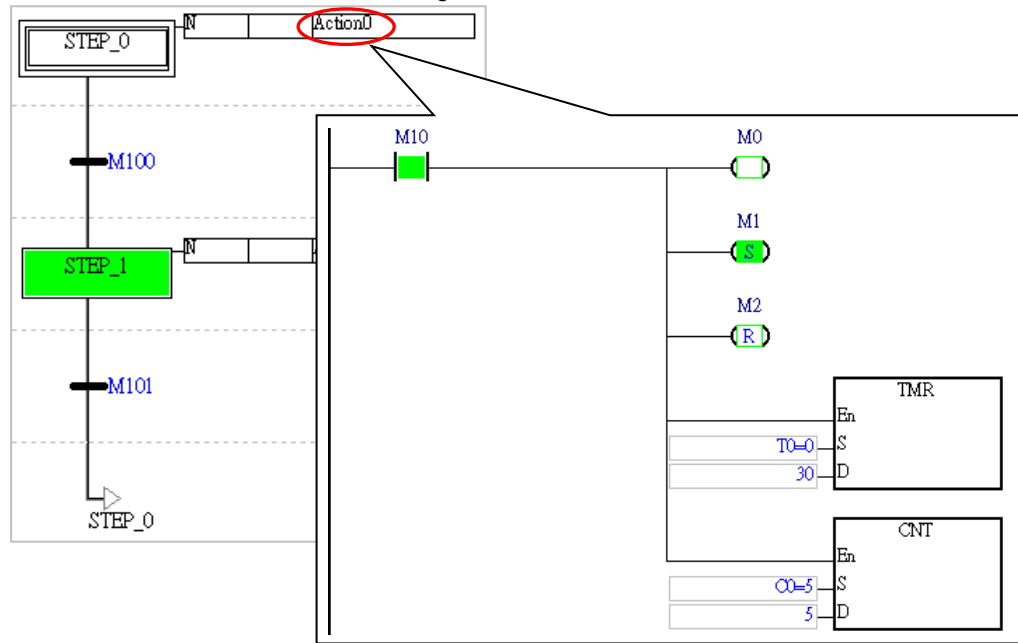 N Action0
STEP_0
M100
N
STEP_1
M101
STEP_0
M10 M0
M1
S
M2
R
TMR
En
T0=0 S
30 D
CNT
En
C0=5 S
5 D